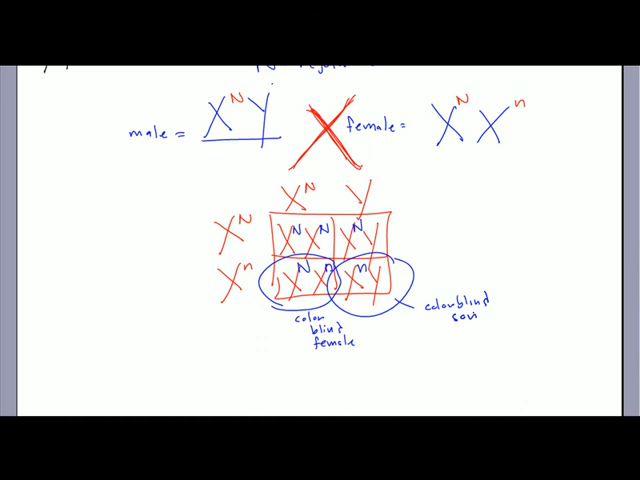 male = X^N Y X female = X^N X^n
X^N Y
X^N X^N X^N X^N Y
X^n X^N X^n X^n Y
color
blind
female
colorblind
son